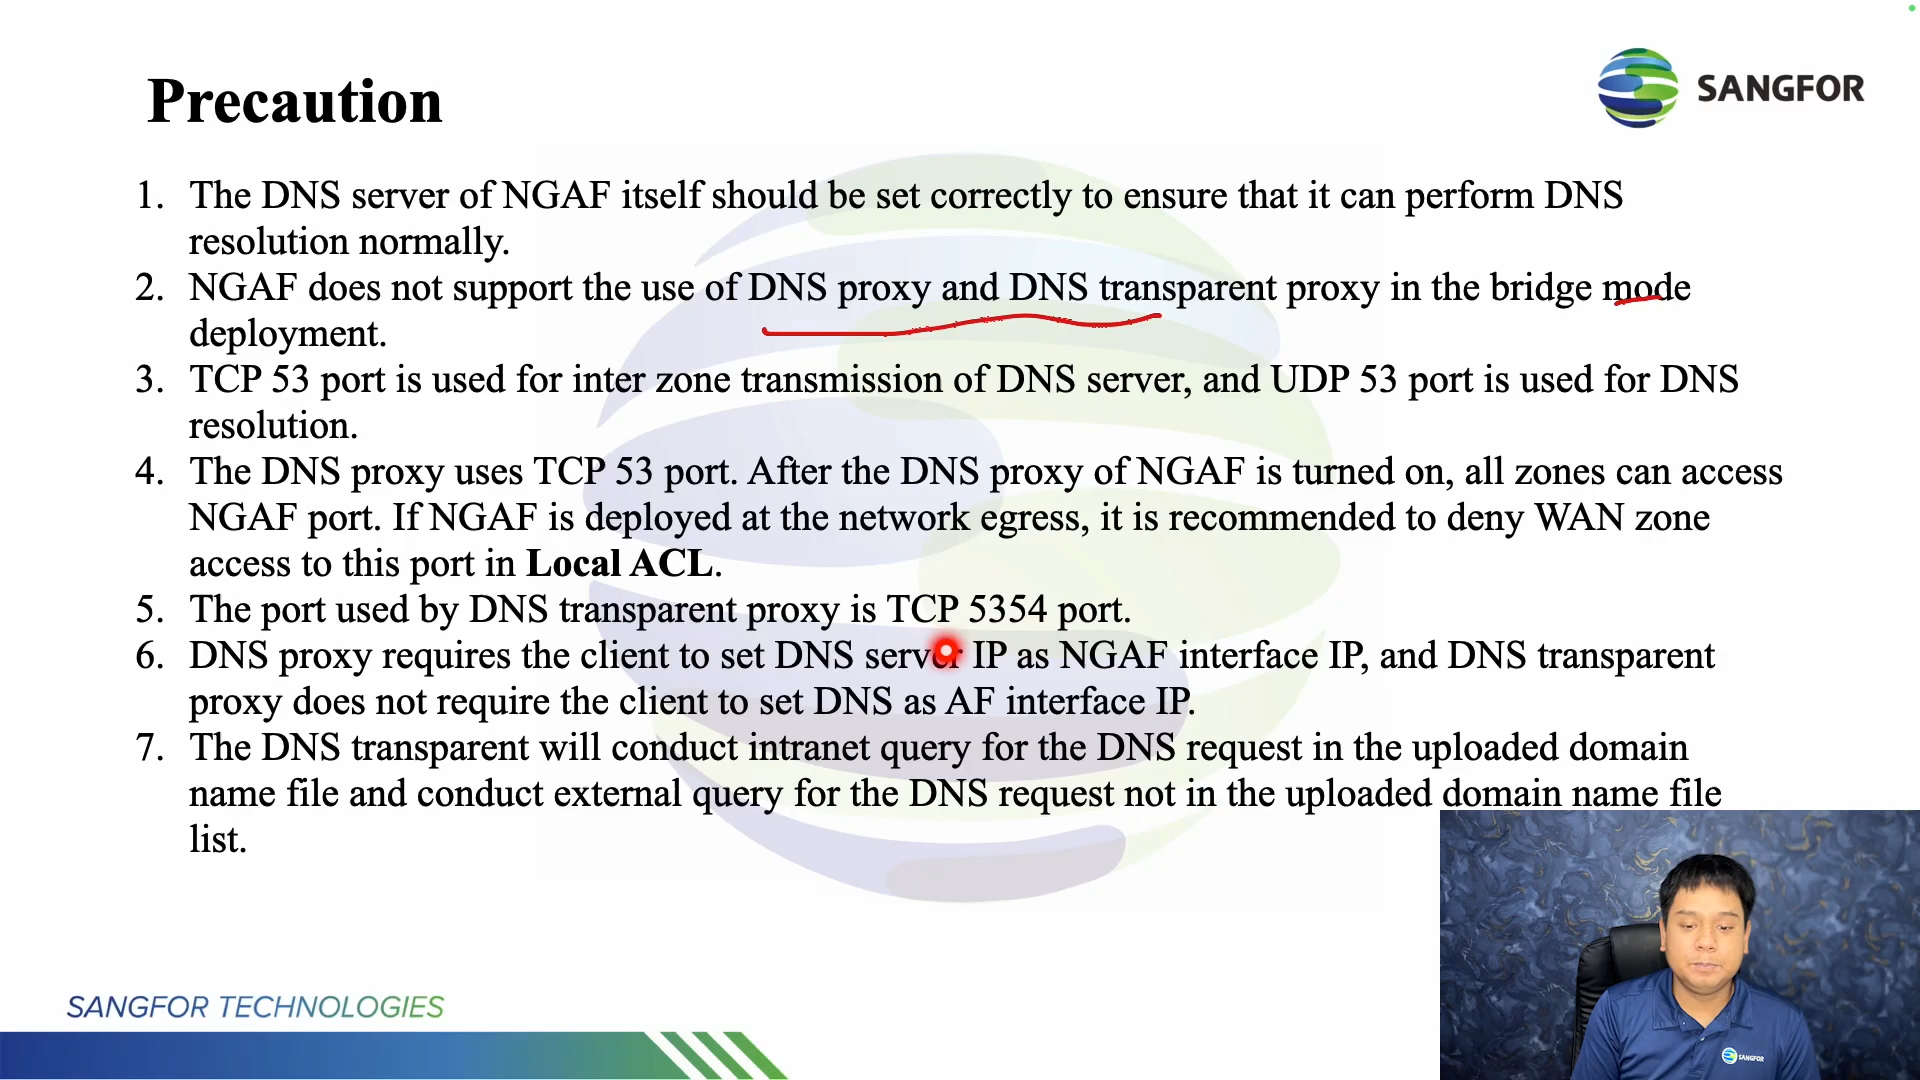 Precaution
SANGFOR
1. The DNS server of NGAF itself should be set correctly to ensure that it can perform DNS
resolution normally.
2. NGAF does not support the use of DNS proxy and DNS transparent proxy in the bridge mode
deployment.
3. TCP 53 port is used for inter zone transmission of DNS server, and UDP 53 port is used for DNS
resolution.
4. The DNS proxy uses TCP 53 port. After the DNS proxy of NGAF is turned on, all zones can access
NGAF port. If NGAF is deployed at the network egress, it is recommended to deny WAN zone
access to this port in Local ACL.
5. The port used by DNS transparent proxy is TCP 5354 port.
6. DNS proxy requires the client to set DNS server IP as NGAF interface IP, and DNS transparent
proxy does not require the client to set DNS as AF interface IP.
7. The DNS transparent will conduct intranet query for the DNS request in the uploaded domain
name file and conduct external query for the DNS request not in the uploaded domain name file
list.
SANGFOR TECHNOLOGIES
SANGFOR